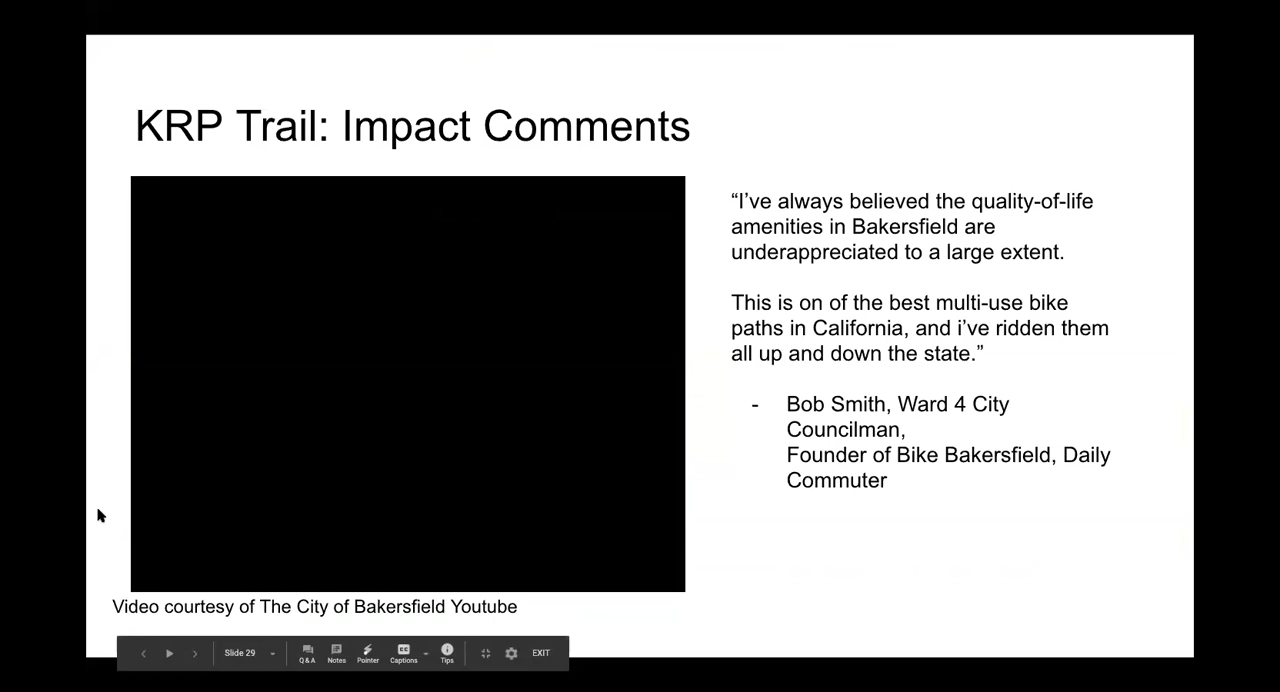 KRP Trail: Impact Comments
“I’ve always believed the quality-of-life
amenities in Bakersfield are
underappreciated to a large extent.
This is on of the best multi-use bike
paths in California, and i’ve ridden them
all up and down the state.”
- Bob Smith, Ward 4 City
Councilman,
Founder of Bike Bakersfield, Daily
Commuter
Video courtesy of The City of Bakersfield Youtube
Slide 29
Q&A Notes Pointer Captions Tips EXIT